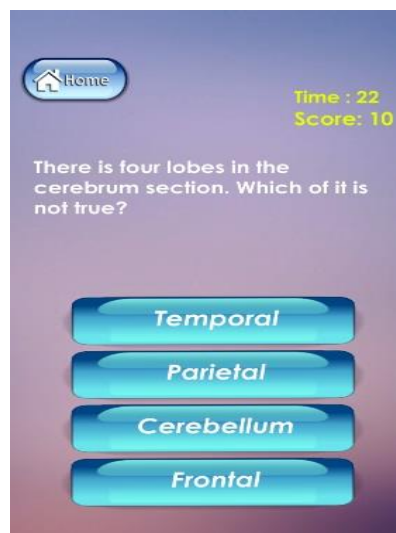 Home
Time : 22
Score: 10
There is four lobes in the
cerebrum section. Which of it is
not true?
Temporal
Parietal
Cerebellum
Frontal